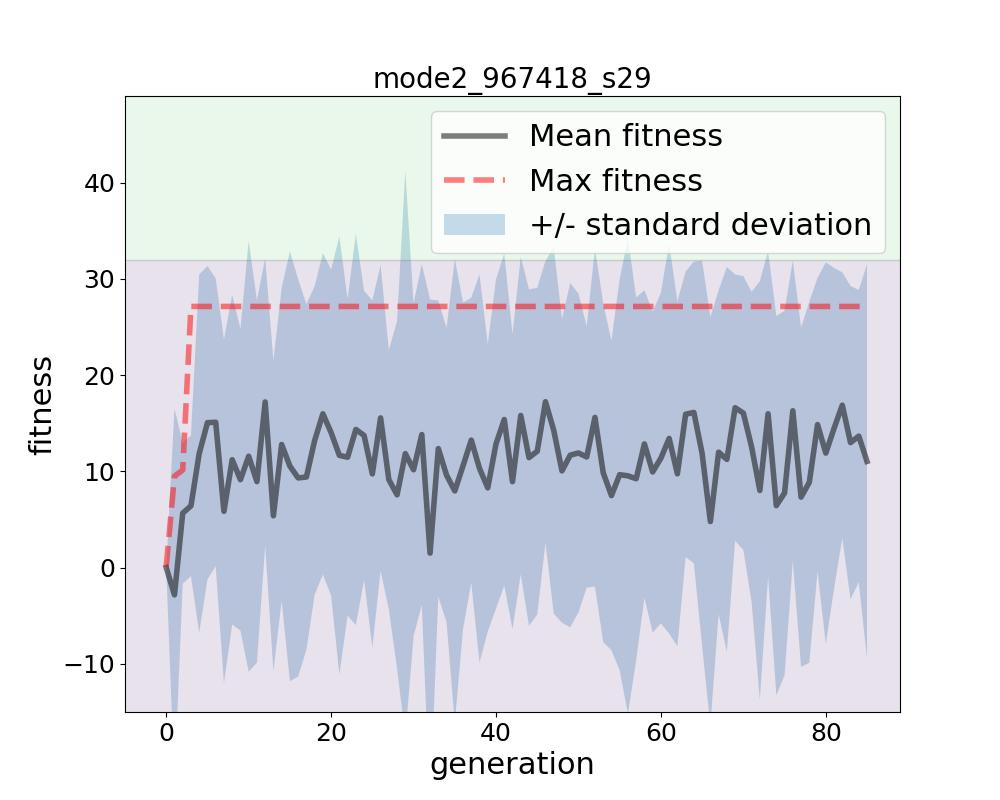 mode2_967418_s29
Mean fitness
Max fitness
+/- standard deviation
40
30
20
10
0
−10
fitness
0 20 40 60 80
generation